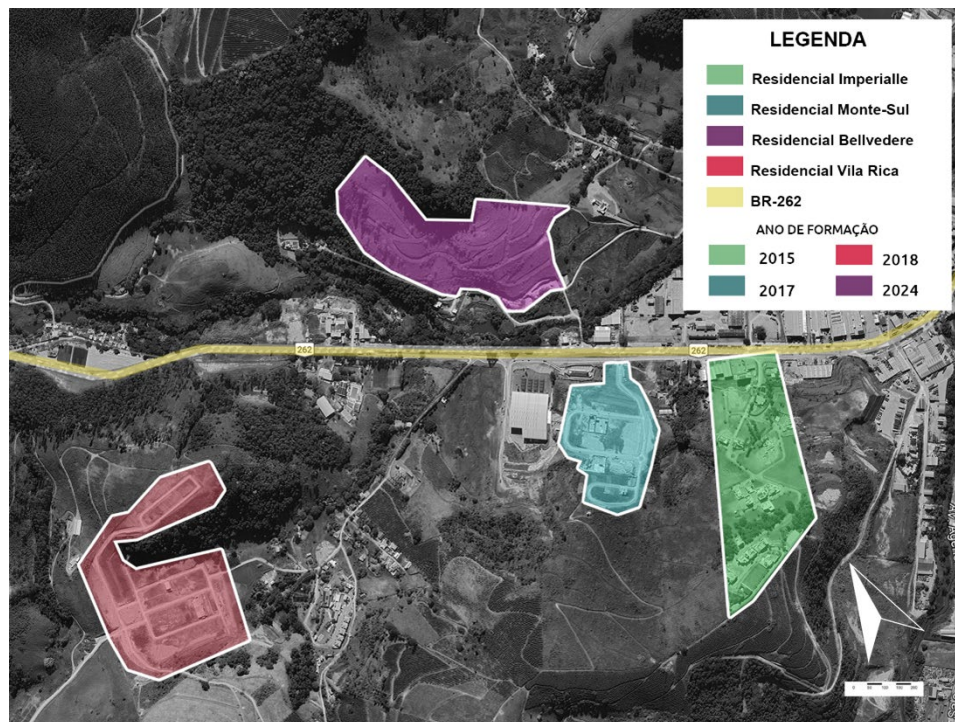 LEGENDA
Residencial Imperialle
Residencial Monte-Sul
Residencial Bellvedere
Residencial Vila Rica
BR-262
ANO DE FORMAÇÃO
2015
2018
2017
2024
262
262